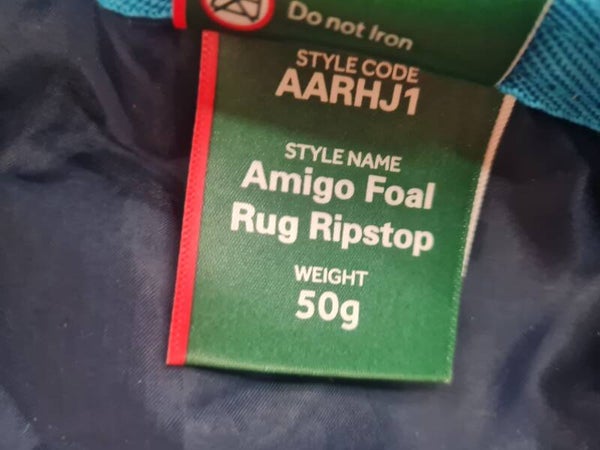 Do not Iron
STYLE CODE
AARHJ1
STYLE NAME
Amigo Foal
Rug Ripstop
WEIGHT
50g